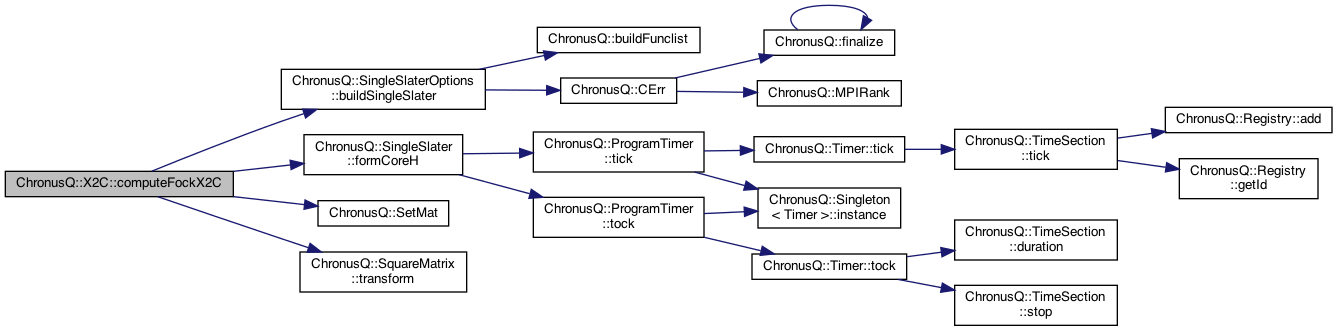 ChronusQ::X2C::computeFockX2C
ChronusQ::SingleSlaterOptions
::buildSingleSlater
ChronusQ::SingleSlater
::formCoreH
ChronusQ::SetMat
ChronusQ::SquareMatrix
::transform
ChronusQ::buildFunclist
ChronusQ::CErr
ChronusQ::ProgramTimer
::tick
ChronusQ::ProgramTimer
::tock
ChronusQ::finalize
ChronusQ::MPIRank
ChronusQ::Timer::tick
ChronusQ::Singleton
< Timer >::instance
ChronusQ::Timer::tock
ChronusQ::TimeSection
::tick
ChronusQ::TimeSection
::duration
ChronusQ::TimeSection
::stop
ChronusQ::Registry::add
ChronusQ::Registry
::getId